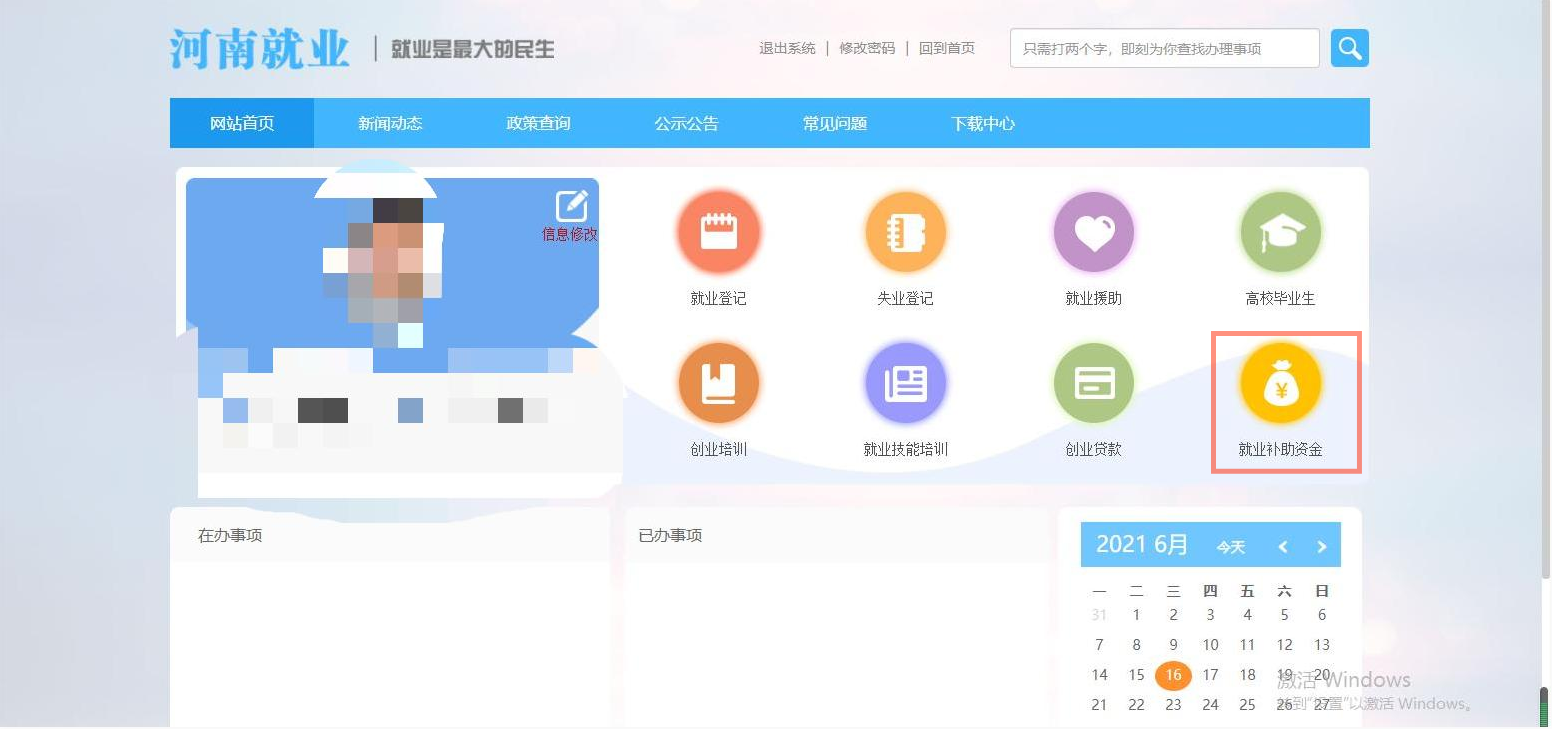 河南就业 | 就业是最大的民生
退出系统 | 修改密码 | 回到首页
只需打两个字，即刻为你查找办理事项
网站首页 新闻动态 政策查询 公示公告 常见问题 下载中心
信息修改
就业登记 失业登记 就业援助 高校毕业生
创业培训 就业技能培训 创业贷款 就业补助资金
¥
在办事项
已办事项
2021 6月 今天 < >
一 二 三 四 五 六 日
31 1 2 3 4 5 6
7 8 9 10 11 12 13
14 15 16 17 18 19 20
21 22 23 24 25 26 27
激活 Windows
转到“设置”以激活 Windows。